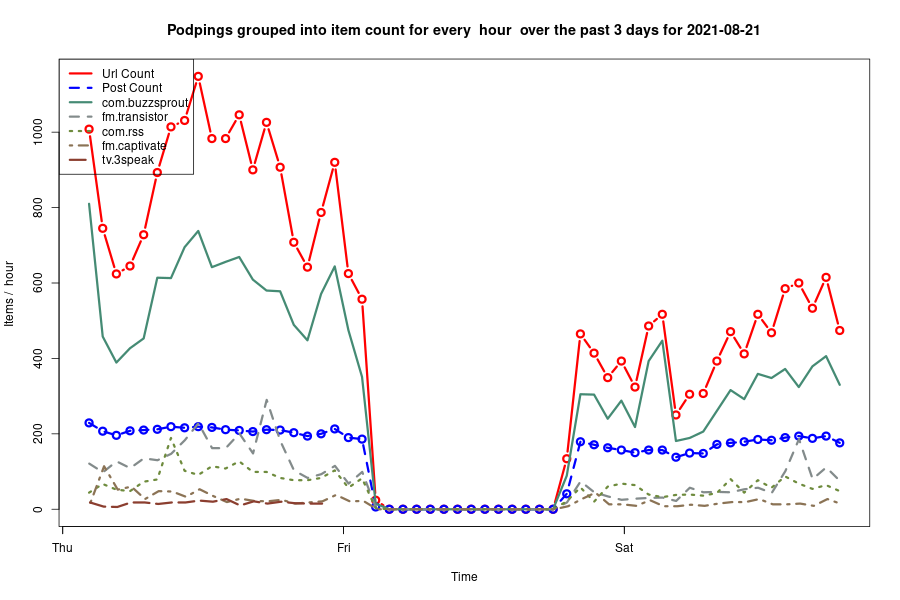 Podpings grouped into item count for every  hour  over the past 3 days for 2021-08-21
Url Count
Post Count
com.buzzsprout
fm.transistor
com.rss
fm.captivate
tv.3speak
Items /  hour
1000
800
600
400
200
0
Thu
Fri
Sat
Time